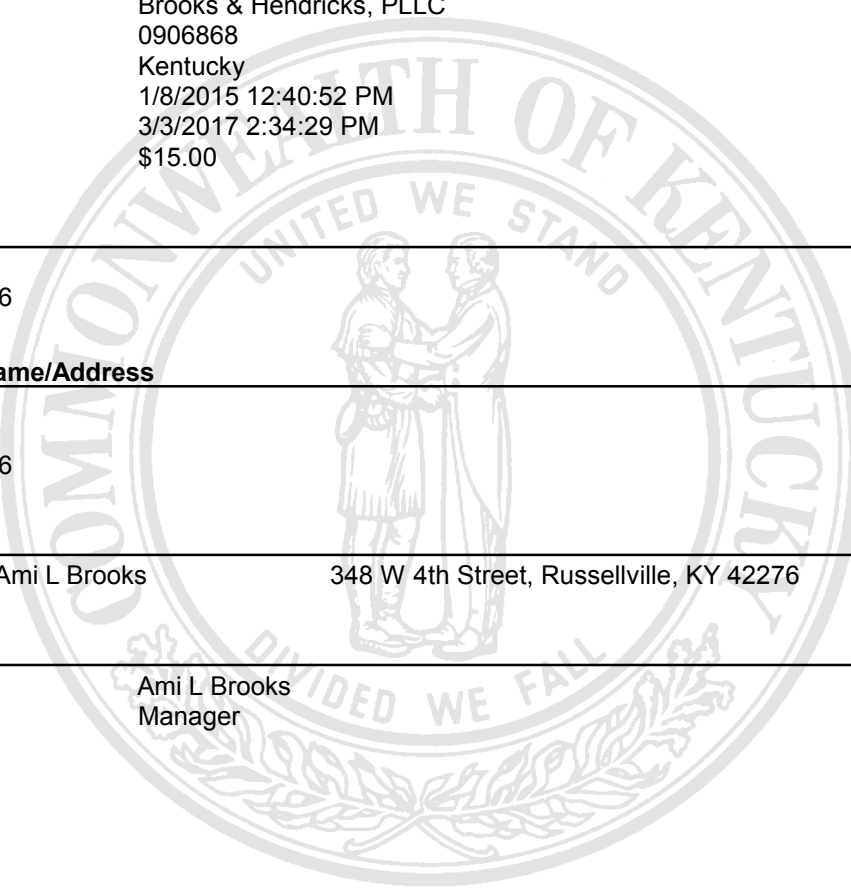 Brooks & Hendricks, PLLC
0906868
Kentucky
1/8/2015 12:40:52 PM
3/3/2017 2:34:29 PM
$15.00
COMMONWEALTH OF KENTUCKY
UNITED WE STAND
6
ame/Address
6
Ami L Brooks 348 W 4th Street, Russellville, KY 42276
DIVIDED WE FALL
Ami L Brooks
Manager